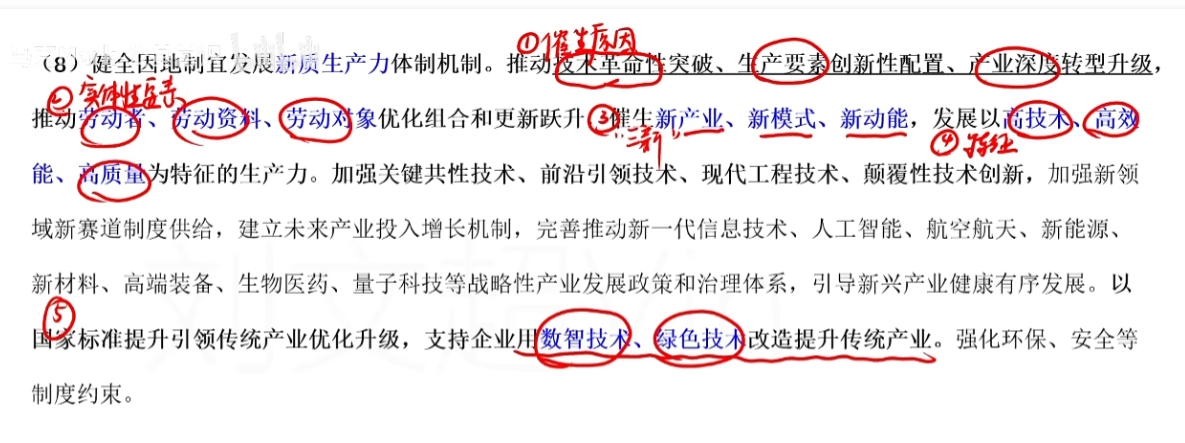 ①催生原因
（8）健全因地制宜发展新质生产力体制机制。推动技术革命性突破、生产要素创新性配置、产业深度转型升级，
②实体性要素
推动劳动者、劳动资料、劳动对象优化组合和更新跃升③催生新产业、新模式、新动能，发展以高技术、高效
"三新"
④特征
能、高质量为特征的生产力。加强关键共性技术、前沿引领技术、现代工程技术、颠覆性技术创新，加强新领
域新赛道制度供给，建立未来产业投入增长机制，完善推动新一代信息技术、人工智能、航空航天、新能源、
新材料、高端装备、生物医药、量子科技等战略性产业发展政策和治理体系，引导新兴产业健康有序发展。以
⑤
国家标准提升引领传统产业优化升级，支持企业用数智技术、绿色技术改造提升传统产业。强化环保、安全等
制度约束。